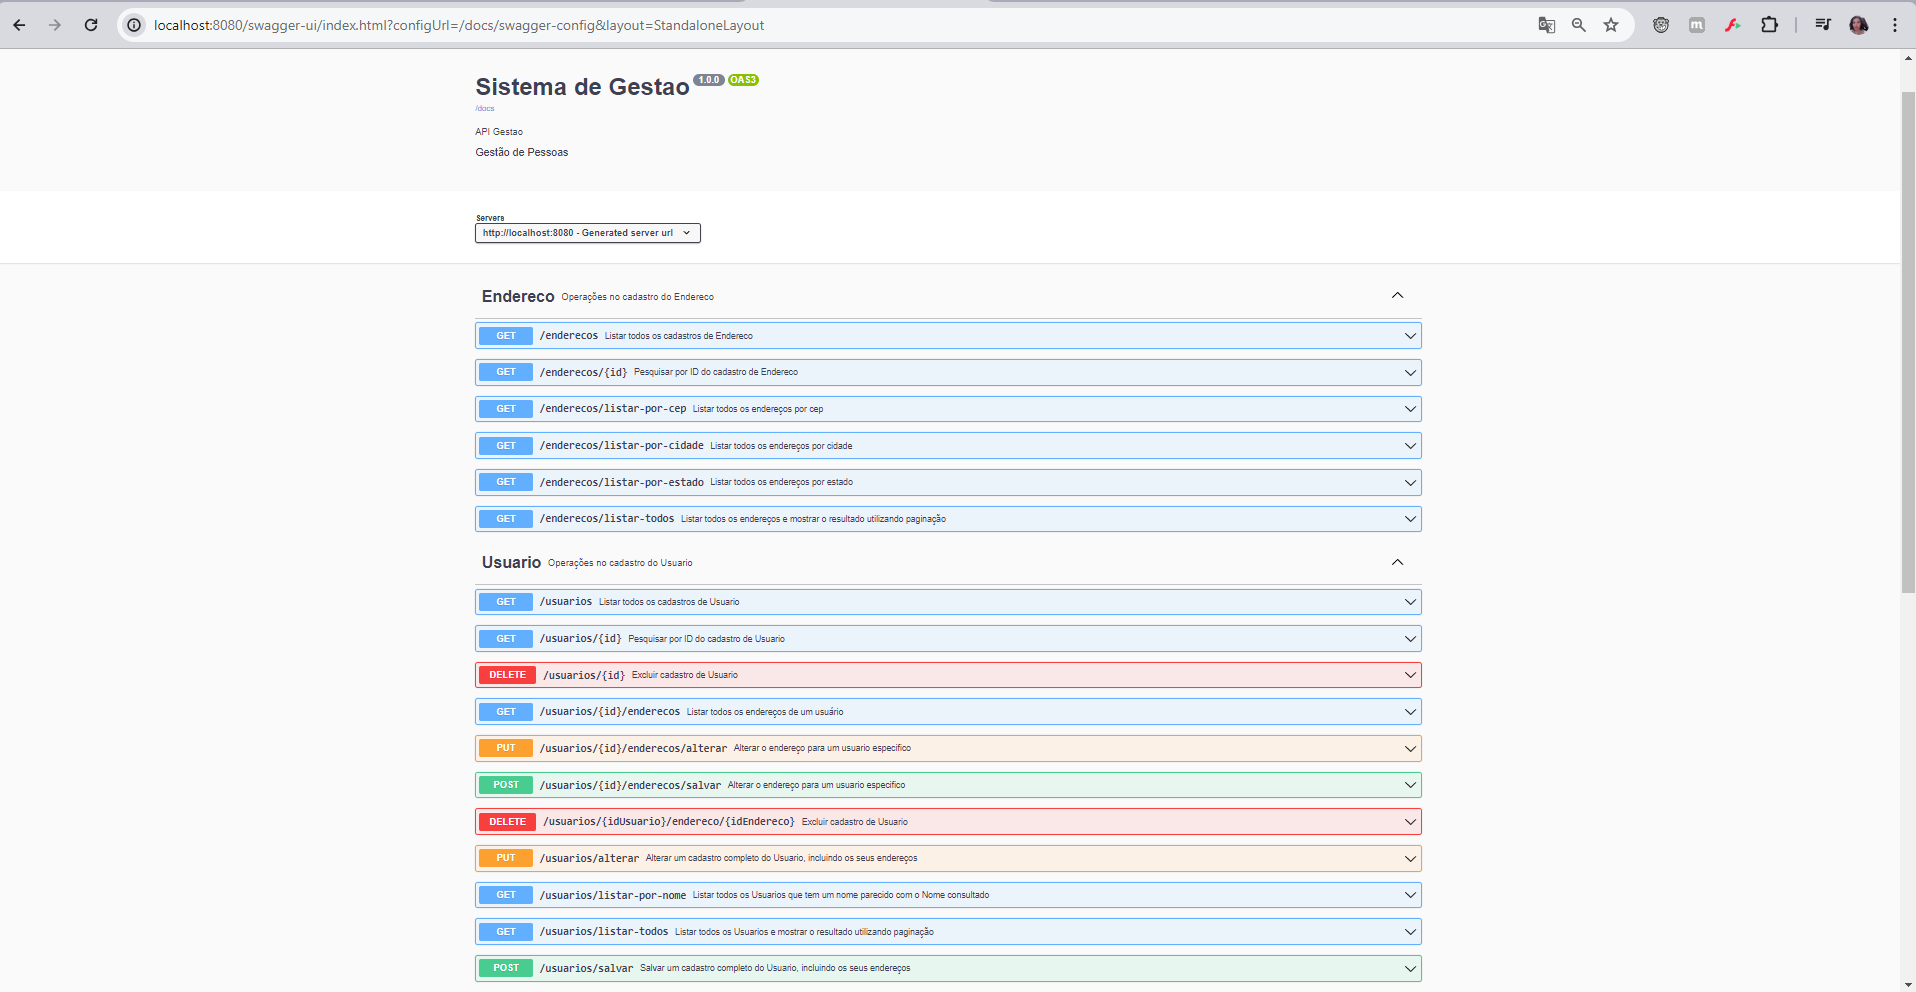 localhost:8080/swagger-ui/index.html?configUrl=/docs/swagger-config&layout=StandaloneLayout
Sistema de Gestao 1.0.0 OAS3
/docs
API Gestao
Gestão de Pessoas
Servers
http://localhost:8080 - Generated server url
Endereco Operações no cadastro do Endereco
GET /enderecos Listar todos os cadastros de Endereco
GET /enderecos/{id} Pesquisar por ID do cadastro de Endereco
GET /enderecos/listar-por-cep Listar todos os endereços por cep
GET /enderecos/listar-por-cidade Listar todos os endereços por cidade
GET /enderecos/listar-por-estado Listar todos os endereços por estado
GET /enderecos/listar-todos Listar todos os endereços e mostrar o resultado utilizando paginação
Usuario Operações no cadastro do Usuario
GET /usuarios Listar todos os cadastros de Usuario
GET /usuarios/{id} Pesquisar por ID do cadastro de Usuario
DELETE /usuarios/{id} Excluir cadastro de Usuario
GET /usuarios/{id}/enderecos Listar todos os endereços de um usuário
PUT /usuarios/{id}/enderecos/alterar Alterar o endereço para um usuario especifico
POST /usuarios/{id}/enderecos/salvar Alterar o endereço para um usuario especifico
DELETE /usuarios/{idUsuario}/endereco/{idEndereco} Excluir cadastro de Usuario
PUT /usuarios/alterar Alterar um cadastro completo do Usuario, incluindo os seus endereços
GET /usuarios/listar-por-nome Listar todos os Usuarios que tem um nome parecido com o Nome consultado
GET /usuarios/listar-todos Listar todos os Usuarios e mostrar o resultado utilizando paginação
POST /usuarios/salvar Salvar um cadastro completo do Usuario, incluindo os seus endereços